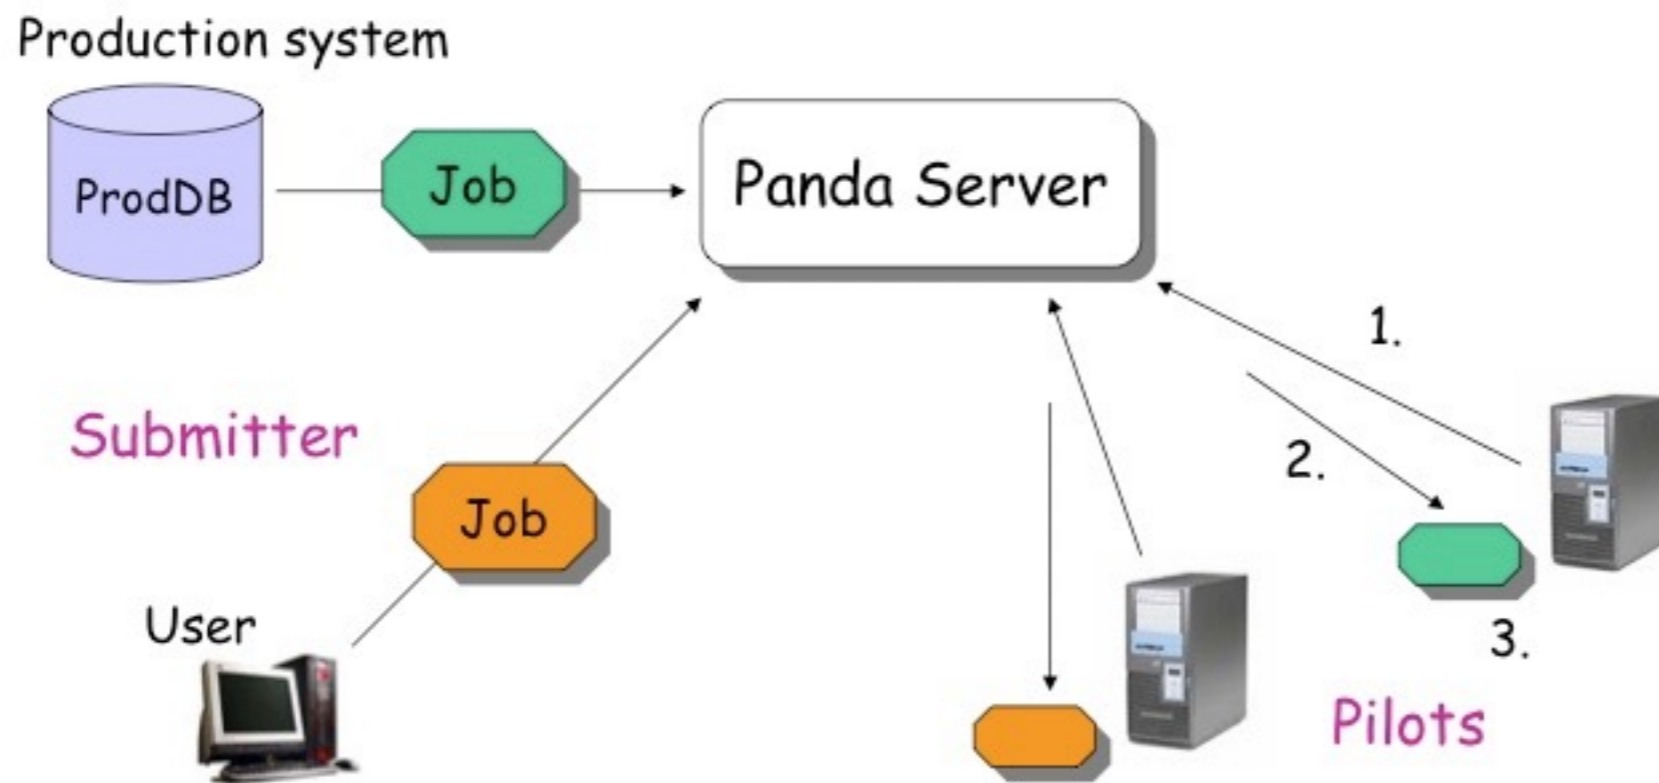 Production system
ProdDB
Job
Panda Server
1.
Submitter
2.
Job
User
3.
Pilots